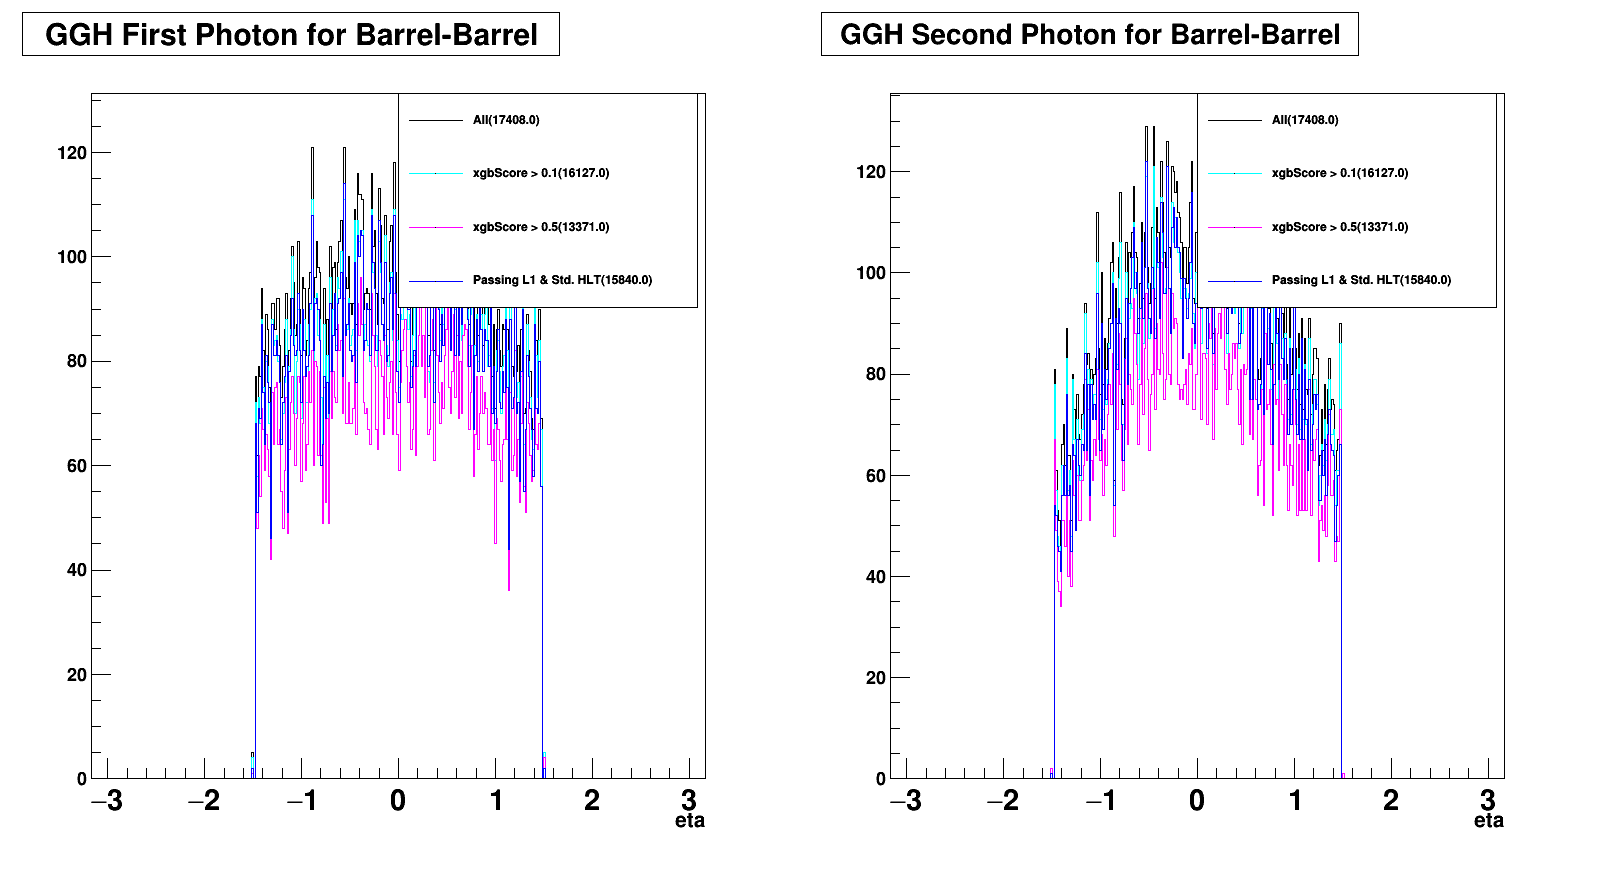 GGH First Photon for Barrel-Barrel
All(17408.0)
xgbScore > 0.1(16127.0)
xgbScore > 0.5(13371.0)
Passing L1 & Std. HLT(15840.0)
120
100
80
60
40
20
0
−3 −2 −1 0 1 2 3
eta
GGH Second Photon for Barrel-Barrel
All(17408.0)
xgbScore > 0.1(16127.0)
xgbScore > 0.5(13371.0)
Passing L1 & Std. HLT(15840.0)
120
100
80
60
40
20
0
−3 −2 −1 0 1 2 3
eta